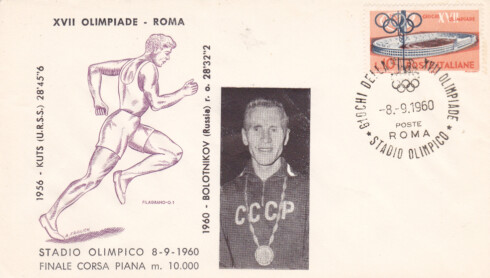 XVII OLIMPIADE - ROMA
1956 - KUTS (U.R.S.S.) 28'45"6
1960 - BOLOTNIKOV (Russia) r. o. 28'32"2
FILAGRANO
CCCP
STADIO OLIMPICO 8-9-1960
FINALE CORSA PIANA m. 10.000
GIOCHI DELLA XVII OLIMPIADE
-8.-9.1960
POSTE
ROMA
* STADIO OLIMPICO *
POSTE ITALIANE